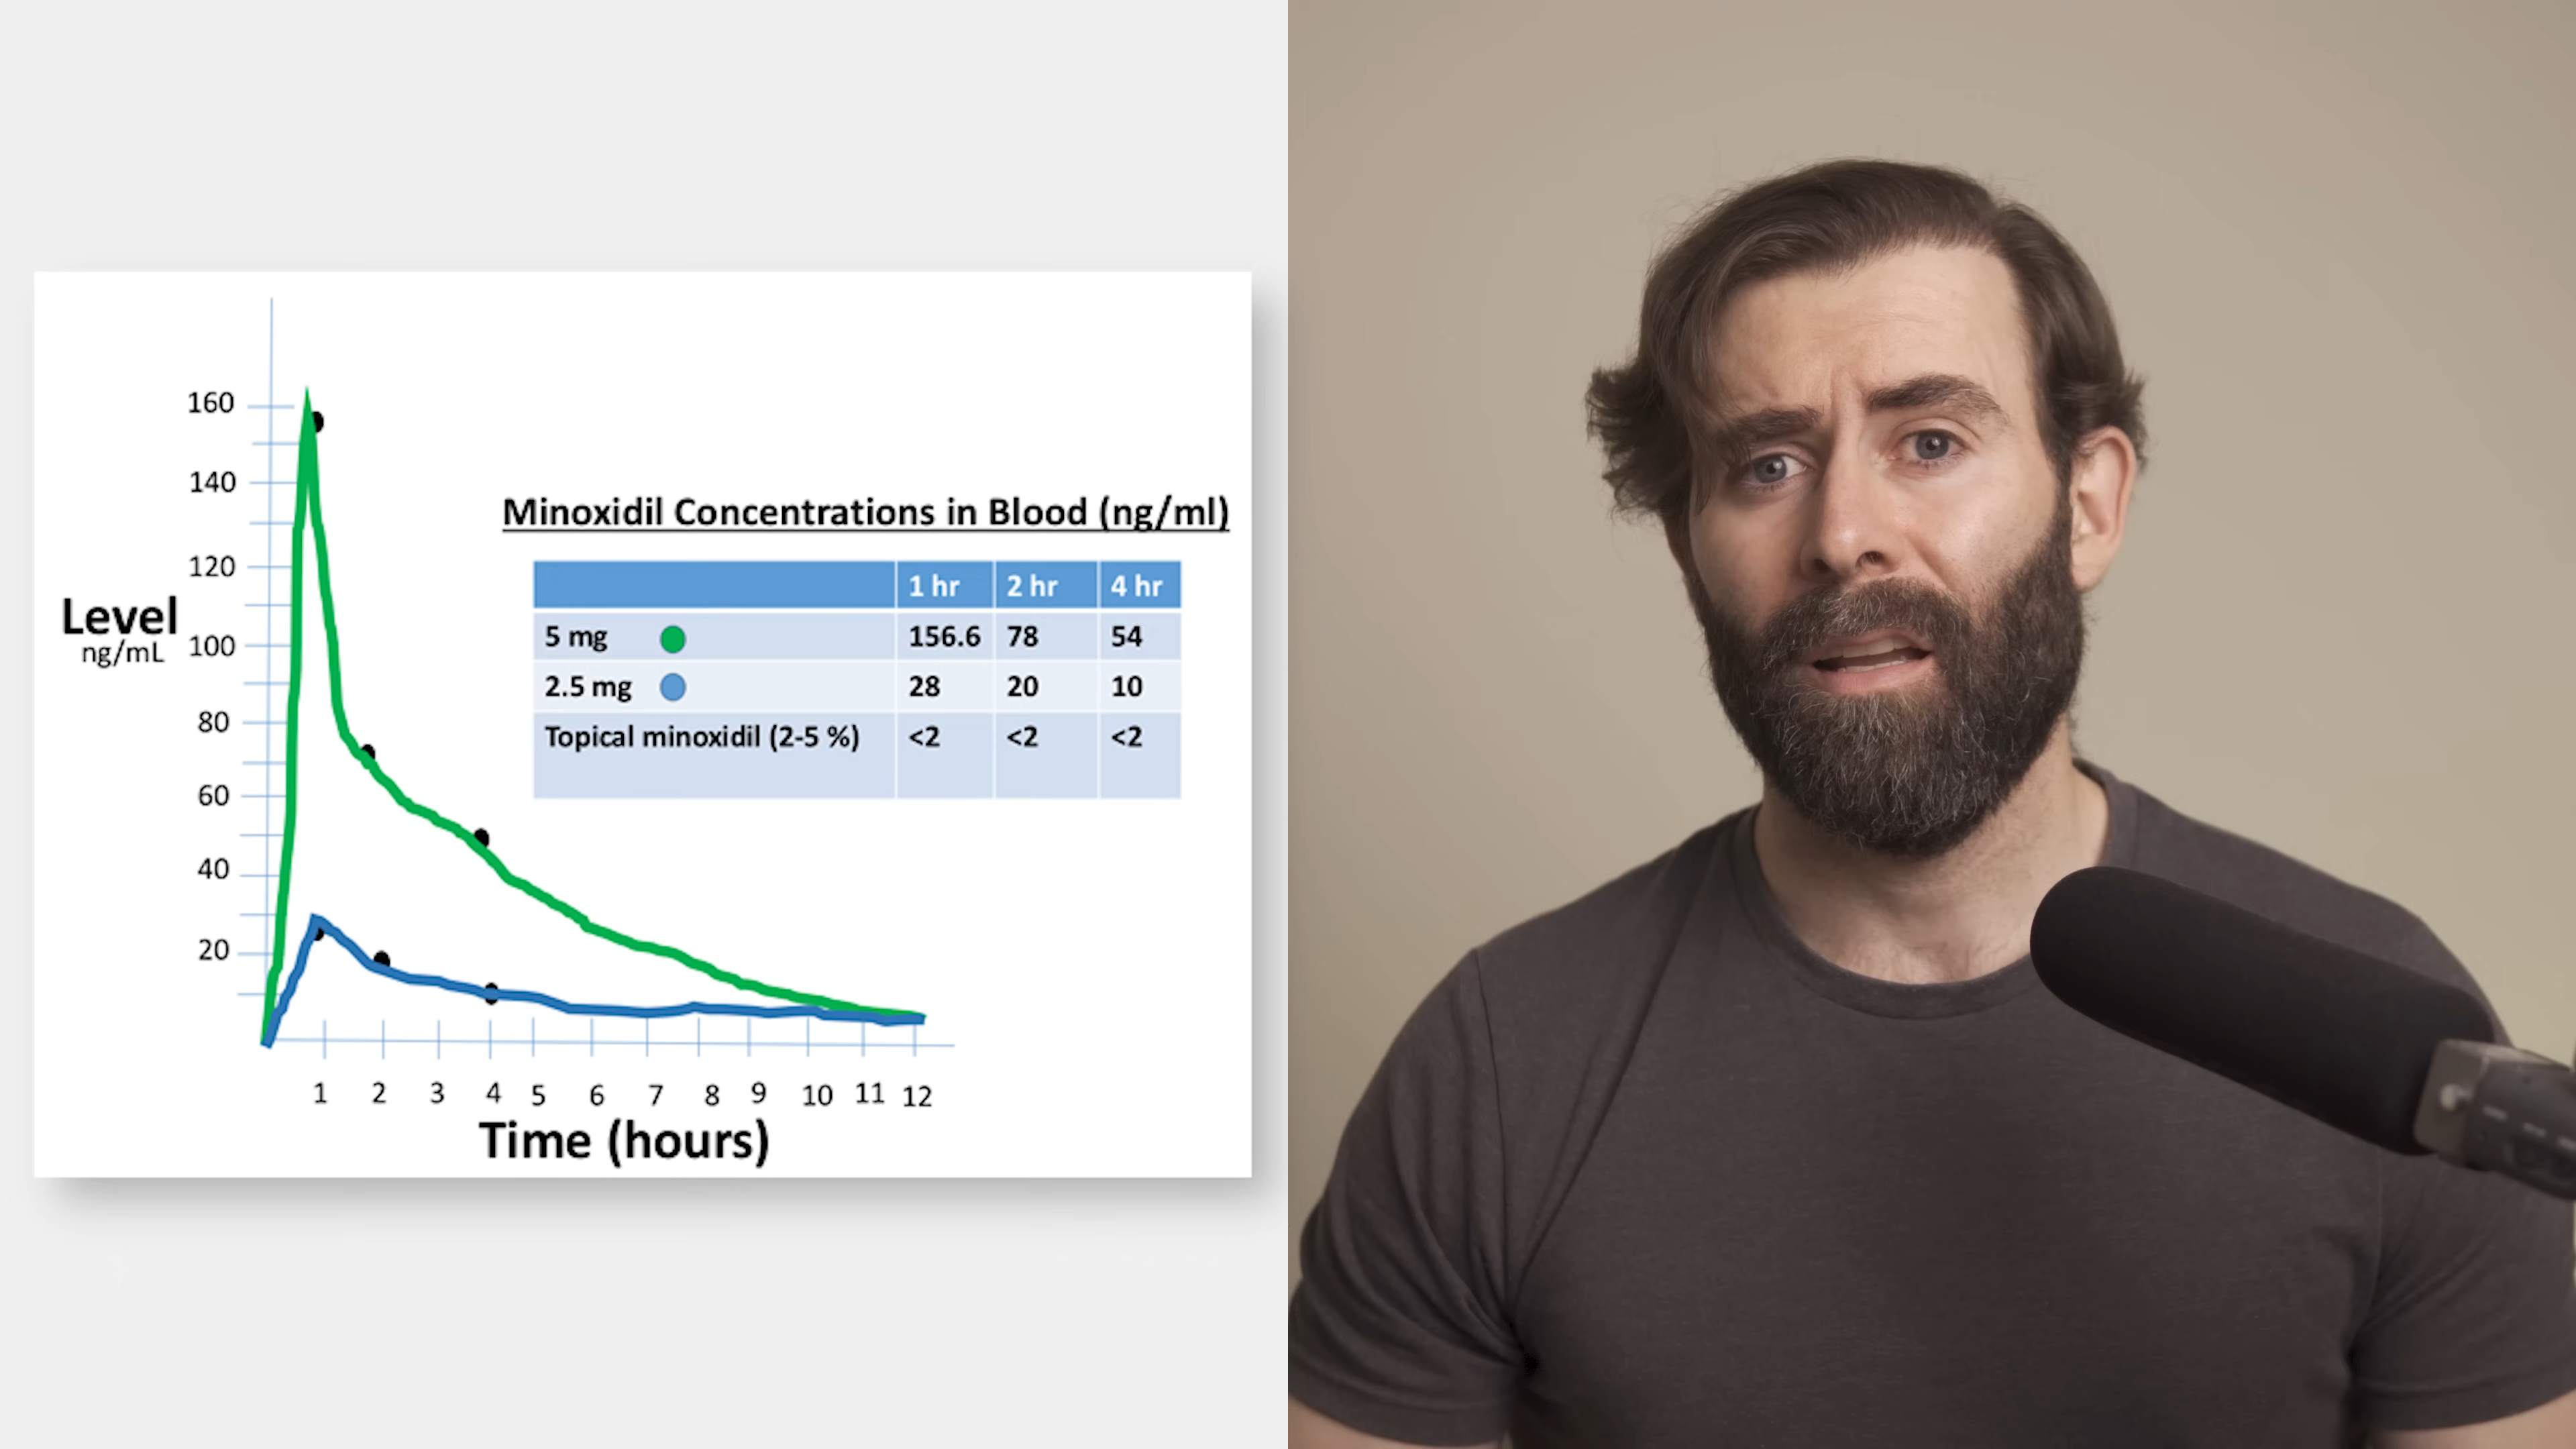 160
140
120
100
80
60
40
20
Level
ng/mL
Minoxidil Concentrations in Blood (ng/ml)
1 hr 2 hr 4 hr
5 mg 156.6 78 54
2.5 mg 28 20 10
Topical minoxidil (2-5 %) <2 <2 <2
1 2 3 4 5 6 7 8 9 10 11 12
Time (hours)